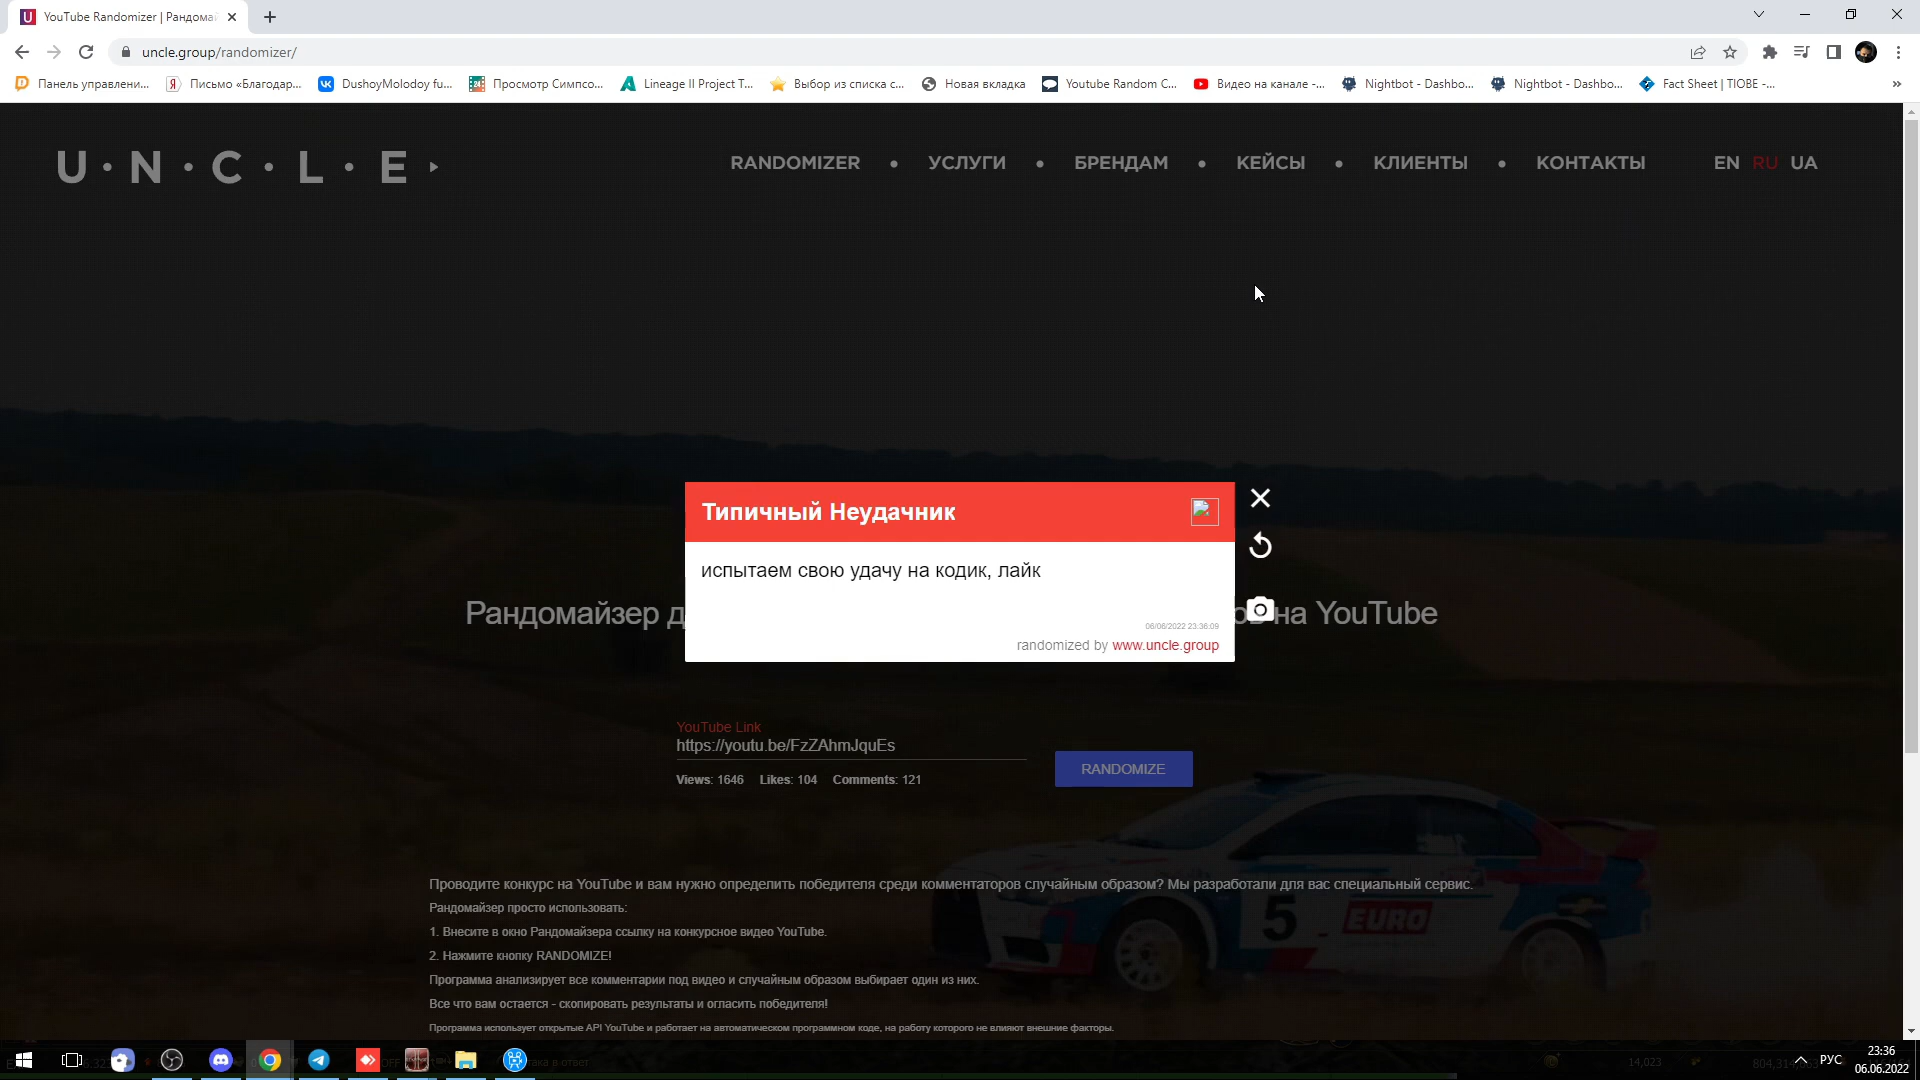 YouTube Randomizer | Рандомай
uncle.group/randomizer/
Панель управлени...
Письмо «Благодар...
DushoyMolodoy fu...
Просмотр Симпсо...
Lineage II Project T...
Выбор из списка с...
Новая вкладка
Youtube Random C...
Видео на канале -...
Nightbot - Dashbo...
Nightbot - Dashbo...
Fact Sheet | TIOBE -...
U·N·C·L·E
RANDOMIZER • УСЛУГИ • БРЕНДАМ • КЕЙСЫ • КЛИЕНТЫ • КОНТАКТЫ
EN RU UA
Типичный Неудачник
испытаем свою удачу на кодик, лайк
Рандомайзер
на YouTube
06/06/2022 23:36:09
randomized by www.uncle.group
YouTube Link
https://youtu.be/FzZAhmJquEs
RANDOMIZE
Views: 1646 Likes: 104 Comments: 121
Проводите конкурс на YouTube и вам нужно определить победителя среди комментаторов случайным образом? Мы разработали для вас специальный сервис.
Рандомайзер просто использовать:
1. Внесите в окно Рандомайзера ссылку на конкурсное видео YouTube.
2. Нажмите кнопку RANDOMIZE!
Программа анализирует все комментарии под видео и случайным образом выбирает один из них.
Все что вам остается - скопировать результаты и огласить победителя!
Программа использует открытые API YouTube и работает на автоматическом программном коде, на работу которого не влияют внешние факторы.
5 EURO
14,023
РУС
23:36
06.06.2022